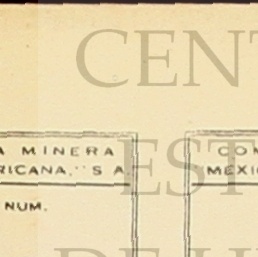 CENT
A MINERA
RICANA," S A.
NUM.
COM
MEXIC
EST
DE H